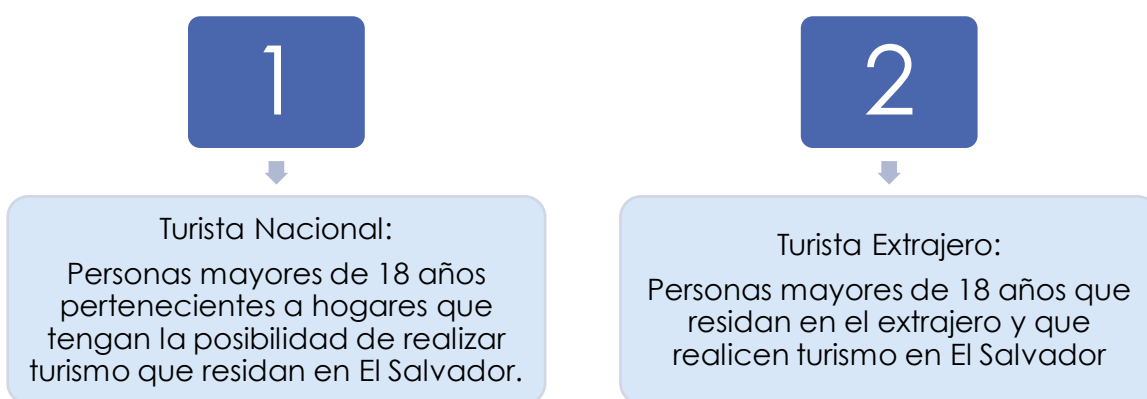 1
Turista Nacional:
Personas mayores de 18 años
pertenecientes a hogares que
tengan la posibilidad de realizar
turismo que residan en El Salvador.
2
Turista Extrajero:
Personas mayores de 18 años que
residan en el extrajero y que
realicen turismo en El Salvador